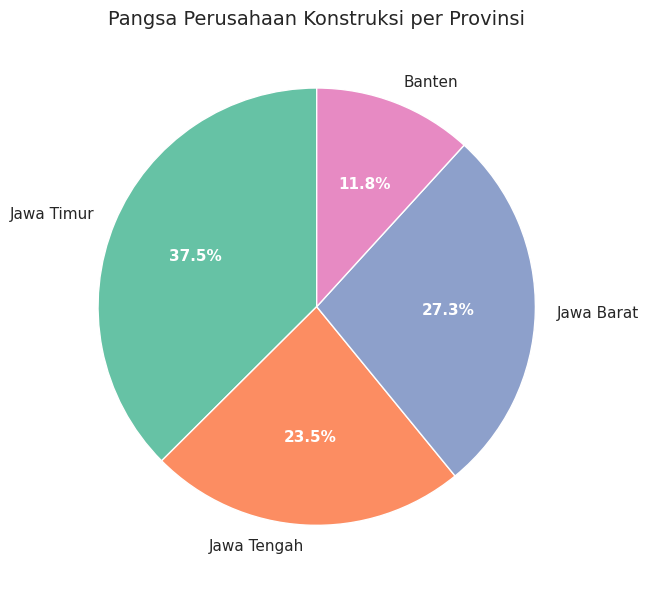 Pangsa Perusahaan Konstruksi per Provinsi
Banten
11.8%
Jawa Timur
37.5%
27.3%
Jawa Barat
23.5%
Jawa Tengah